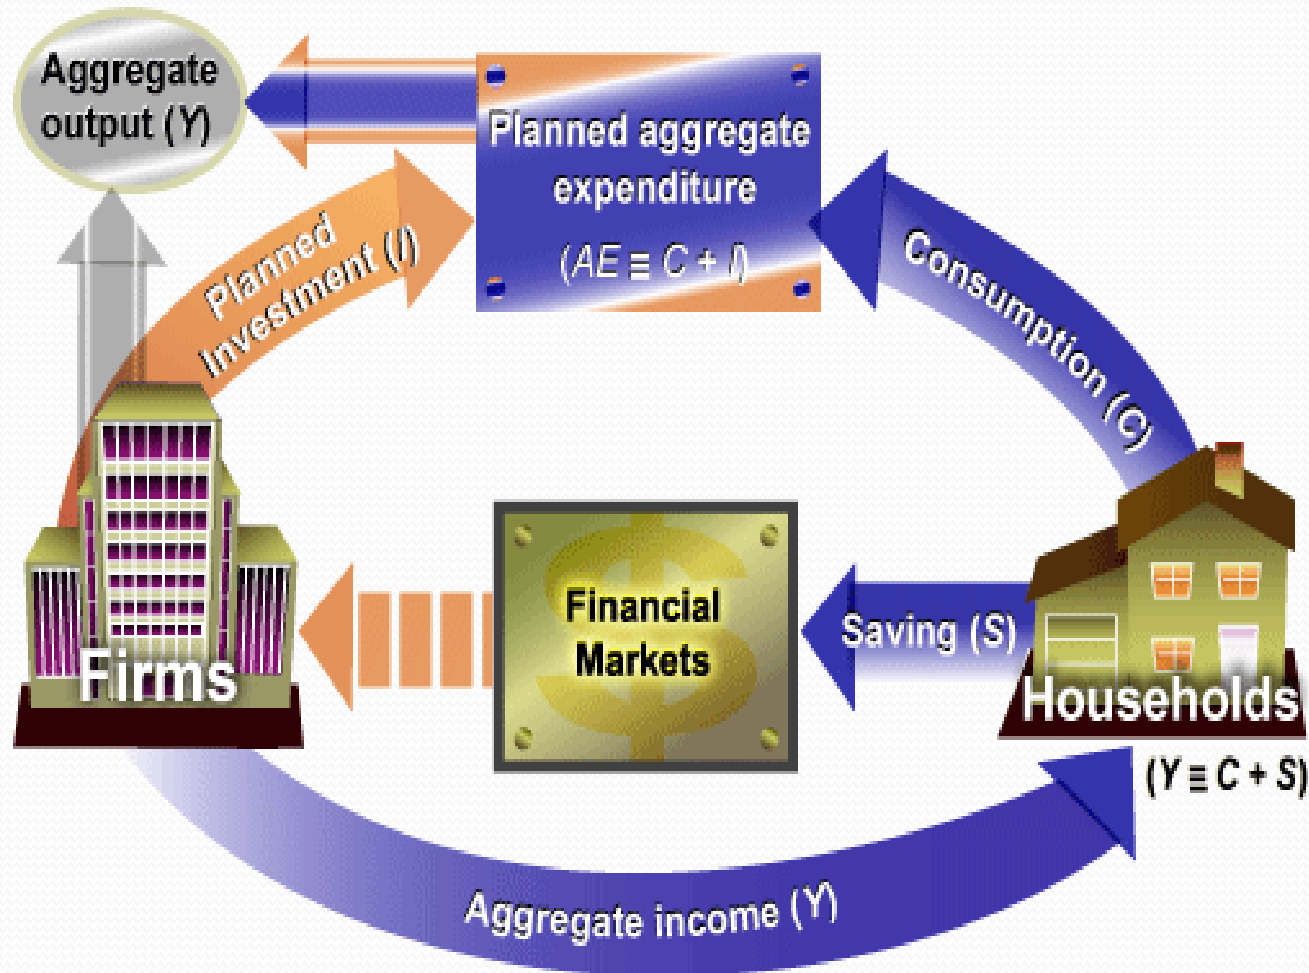 Aggregate
output (Y)
Planned aggregate
expenditure
(AE ≡ C + I)
Planned
Investment (I)
Consumption (C)
Financial
Markets
Saving (S)
Firms
Households
(Y ≡ C + S)
Aggregate income (Y)